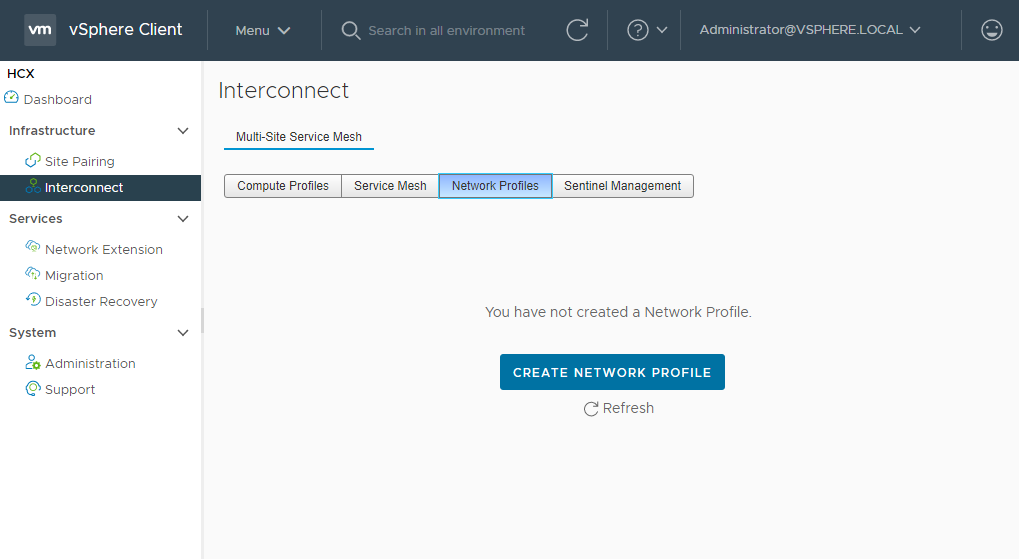 vm vSphere Client Menu Search in all environment Administrator@VSPHERE.LOCAL
HCX
Dashboard
Infrastructure
Site Pairing
Interconnect
Services
Network Extension
Migration
Disaster Recovery
System
Administration
Support
Interconnect
Multi-Site Service Mesh
Compute Profiles Service Mesh Network Profiles Sentinel Management
You have not created a Network Profile.
CREATE NETWORK PROFILE
Refresh